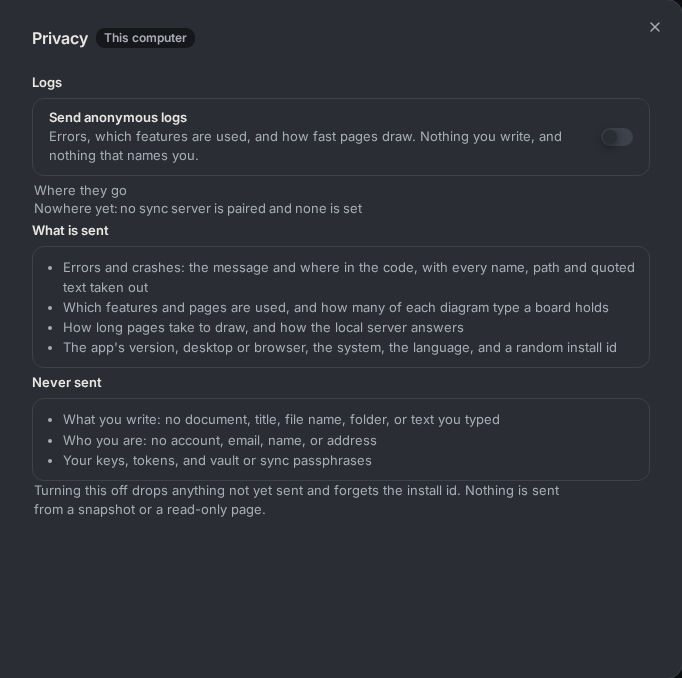 Privacy This computer
Logs
Send anonymous logs
Errors, which features are used, and how fast pages draw. Nothing you write, and
nothing that names you.
Where they go
Nowhere yet: no sync server is paired and none is set
What is sent
• Errors and crashes: the message and where in the code, with every name, path and quoted
text taken out
• Which features and pages are used, and how many of each diagram type a board holds
• How long pages take to draw, and how the local server answers
• The app's version, desktop or browser, the system, the language, and a random install id
Never sent
• What you write: no document, title, file name, folder, or text you typed
• Who you are: no account, email, name, or address
• Your keys, tokens, and vault or sync passphrases
Turning this off drops anything not yet sent and forgets the install id. Nothing is sent
from a snapshot or a read-only page.